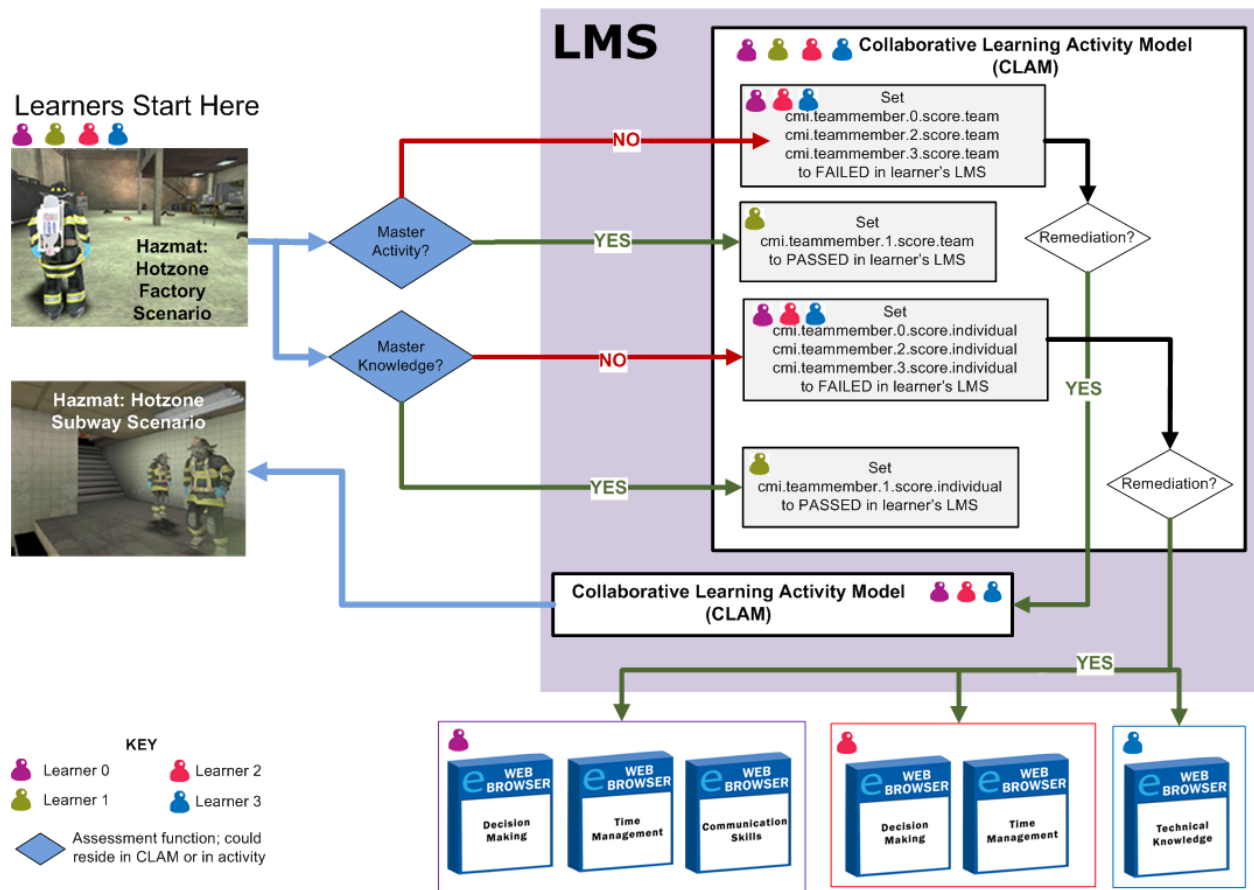 LMS
Collaborative Learning Activity Model
(CLAM)
Learners Start Here
Hazmat:
Hotzone
Factory
Scenario
Master
Activity?
NO
YES
Set
cmi.teammember.0.score.team
cmi.teammember.2.score.team
cmi.teammember.3.score.team
to FAILED in learner's LMS
Remediation?
Set
cmi.teammember.1.score.team
to PASSED in learner's LMS
Master
Knowledge?
NO
YES
Set
cmi.teammember.0.score.individual
cmi.teammember.2.score.individual
cmi.teammember.3.score.individual
to FAILED in learner's LMS
YES
Hazmat: Hotzone
Subway Scenario
Set
cmi.teammember.1.score.individual
to PASSED in learner's LMS
Remediation?
Collaborative Learning Activity Model
(CLAM)
YES
KEY
Learner 0
Learner 2
Learner 1
Learner 3
Assessment function; could
reside in CLAM or in activity
e WEB
BROWSER
Decision
Making
e WEB
BROWSER
Time
Management
e WEB
BROWSER
Communication
Skills
e WEB
BROWSER
Decision
Making
e WEB
BROWSER
Time
Management
e WEB
BROWSER
Technical
Knowledge